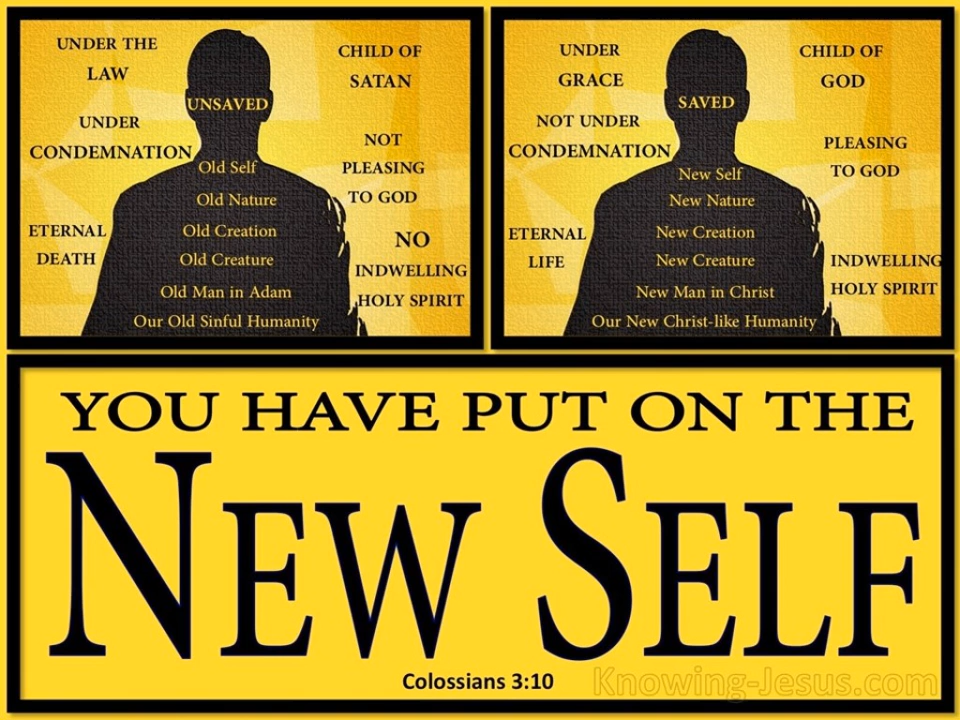 UNDER THE
LAW
UNDER
CONDEMNATION
ETERNAL
DEATH
UNSAVED
Old Self
Old Nature
Old Creation
Old Creature
Old Man in Adam
Our Old Sinful Humanity
CHILD OF
SATAN
NOT
PLEASING
TO GOD
NO
INDWELLING
HOLY SPIRIT
UNDER
GRACE
NOT UNDER
CONDEMNATION
ETERNAL
LIFE
SAVED
New Self
New Nature
New Creation
New Creature
New Man in Christ
Our New Christ-like Humanity
CHILD OF
GOD
PLEASING
TO GOD
INDWELLING
HOLY SPIRIT
YOU HAVE PUT ON THE
NEW SELF
Colossians 3:10
Knowing-Jesus.com